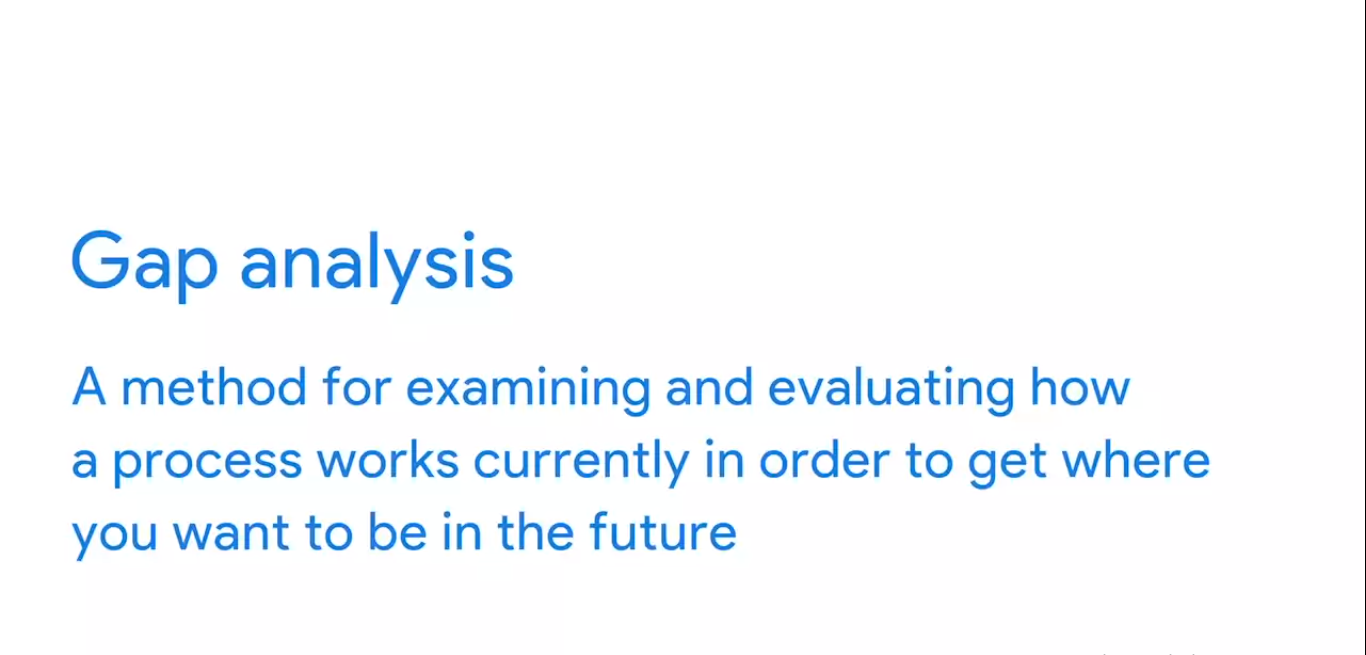 Gap analysis
A method for examining and evaluating how
a process works currently in order to get where
you want to be in the future